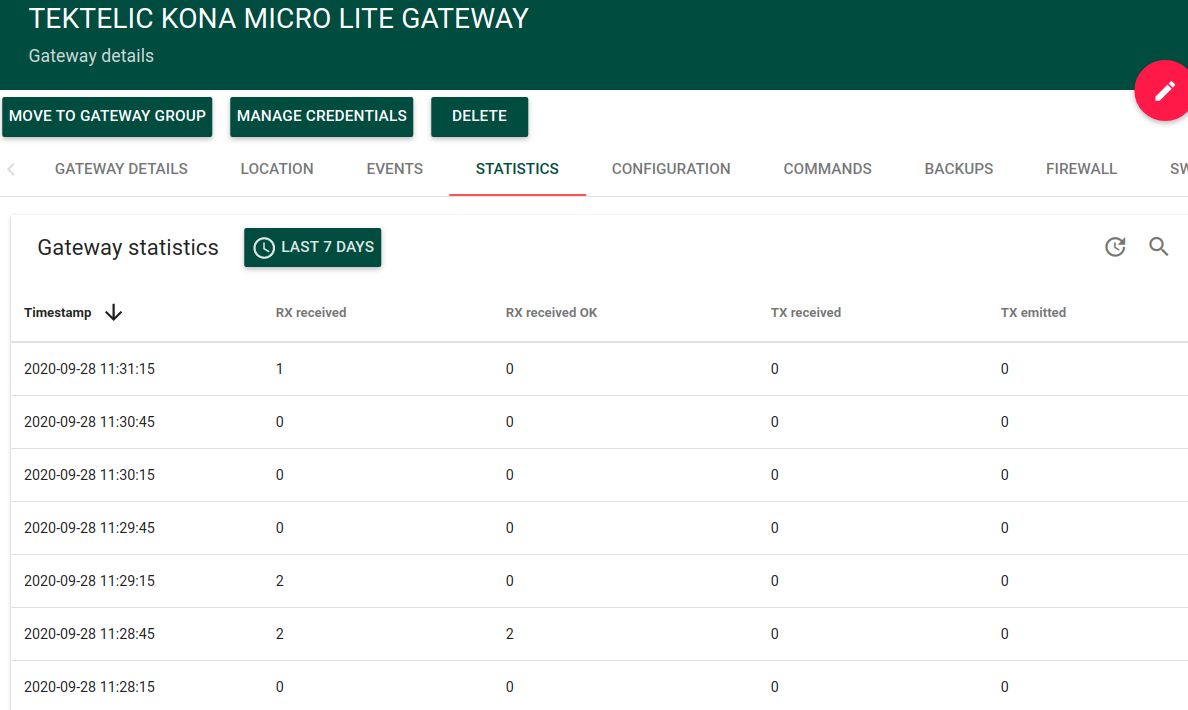 TEKTELIC KONA MICRO LITE GATEWAY
Gateway details
MOVE TO GATEWAY GROUP MANAGE CREDENTIALS DELETE
GATEWAY DETAILS LOCATION EVENTS STATISTICS CONFIGURATION COMMANDS BACKUPS FIREWALL SW
Gateway statistics LAST 7 DAYS
Timestamp RX received RX received OK TX received TX emitted
2020-09-28 11:31:15 1 0 0 0
2020-09-28 11:30:45 0 0 0 0
2020-09-28 11:30:15 0 0 0 0
2020-09-28 11:29:45 0 0 0 0
2020-09-28 11:29:15 2 0 0 0
2020-09-28 11:28:45 2 2 0 0
2020-09-28 11:28:15 0 0 0 0